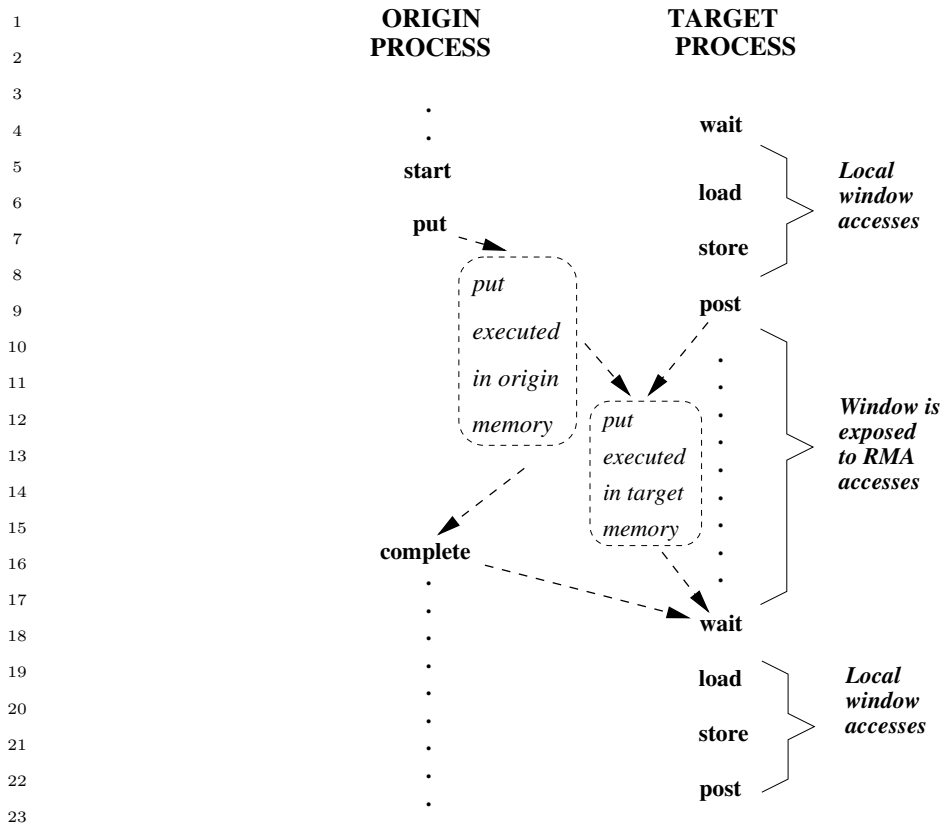 1
2
3
4
5
6
7
8
9
10
11
12
13
14
15
16
17
18
19
20
21
22
23
ORIGIN
PROCESS
start
put
put
executed
in origin
memory
complete
TARGET
PROCESS
wait
load
store
post
put
executed
in target
memory
wait
load
store
post
Local
window
accesses
Window is
exposed
to RMA
accesses
Local
window
accesses